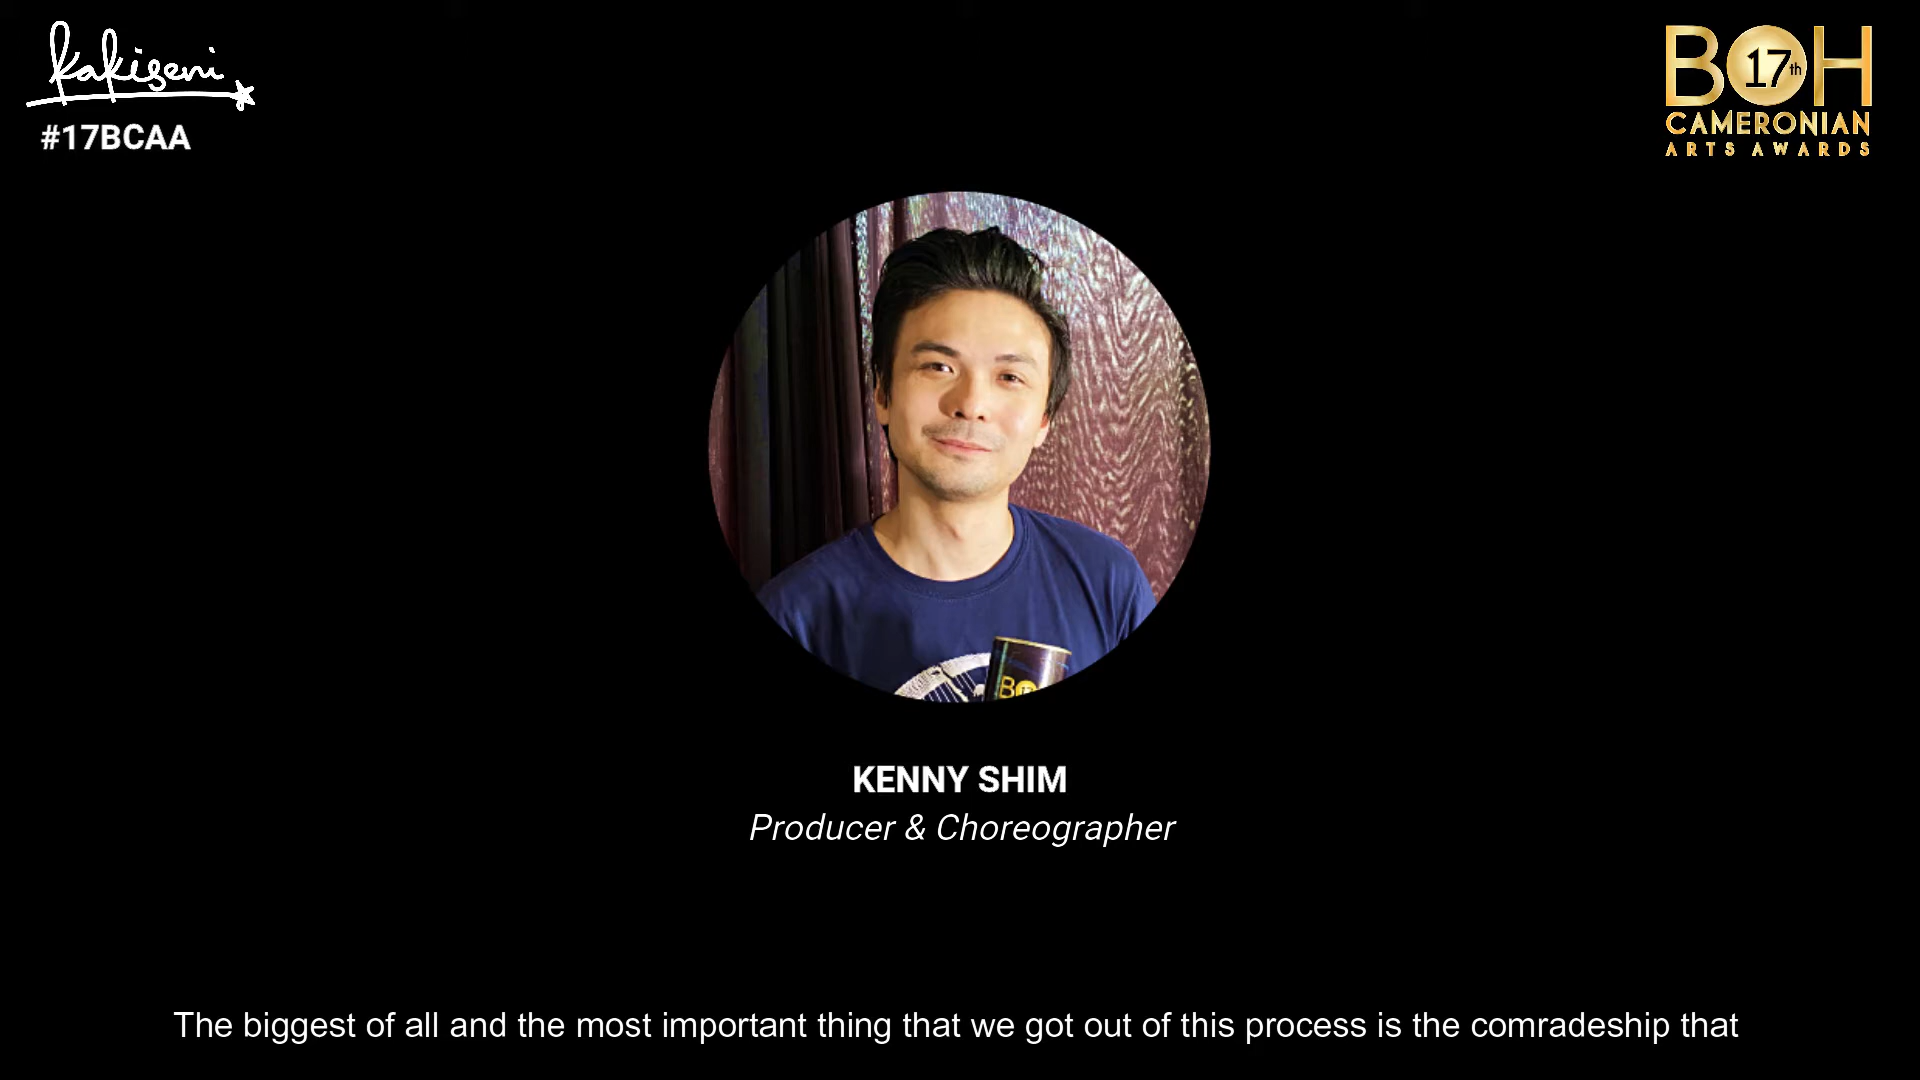 kakiseni
#17BCAA
BOH
17th
CAMERONIAN
ARTS AWARDS
BOH
KENNY SHIM
Producer & Choreographer
The biggest of all and the most important thing that we got out of this process is the comradeship that